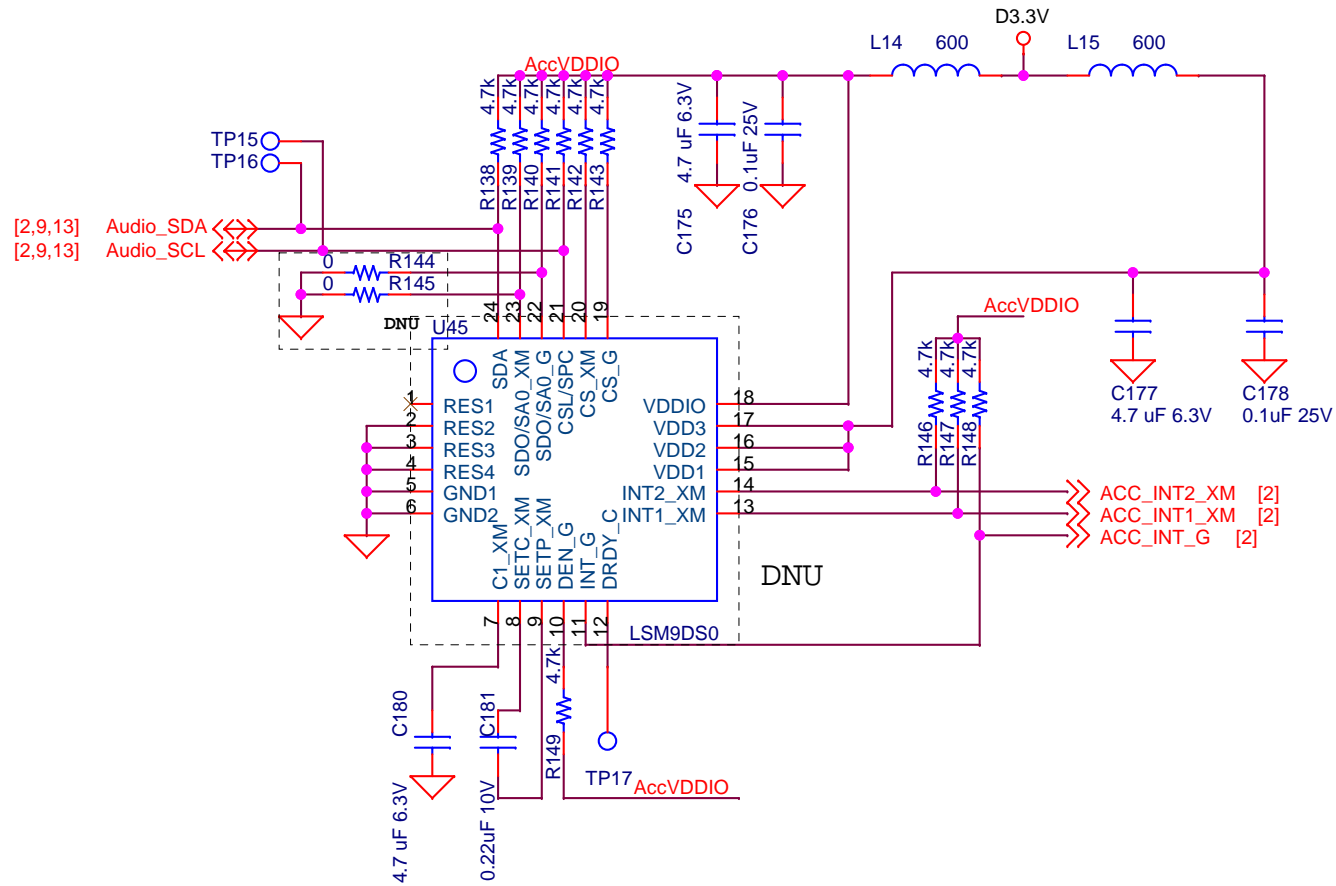 D3.3V
L14 600
L15 600
AccVDDIO
4.7k
4.7k
4.7k
4.7k
4.7k
4.7k
R138
R139
R140
R141
R142
R143
4.7 uF 6.3V
C175
0.1uF 25V
C176
TP15
TP16
[2,9,13] Audio_SDA
[2,9,13] Audio_SCL
0 R144
0 R145
DNU
U45
24
23
22
21
20
19
SDA
SDO/SA0_XM
SDO/SA0_G
CSL/SPC
CS_XM
CS_G
1 RES1
2 RES2
3 RES3
4 RES4
5 GND1
6 GND2
VDDIO 18
VDD3 17
VDD2 16
VDD1 15
INT2_XM 14
INT1_XM 13
C1_XM
SETC_XM
SETP_XM
DEN_G
INT_G
DRDY_C
7
8
9
10
11
12
LSM9DS0
DNU
AccVDDIO
4.7k
4.7k
4.7k
R146
R147
R148
C177
4.7 uF 6.3V
C178
0.1uF 25V
ACC_INT2_XM [2]
ACC_INT1_XM [2]
ACC_INT_G [2]
C180
4.7 uF 6.3V
C181
0.22uF 10V
4.7k
R149
TP17
AccVDDIO